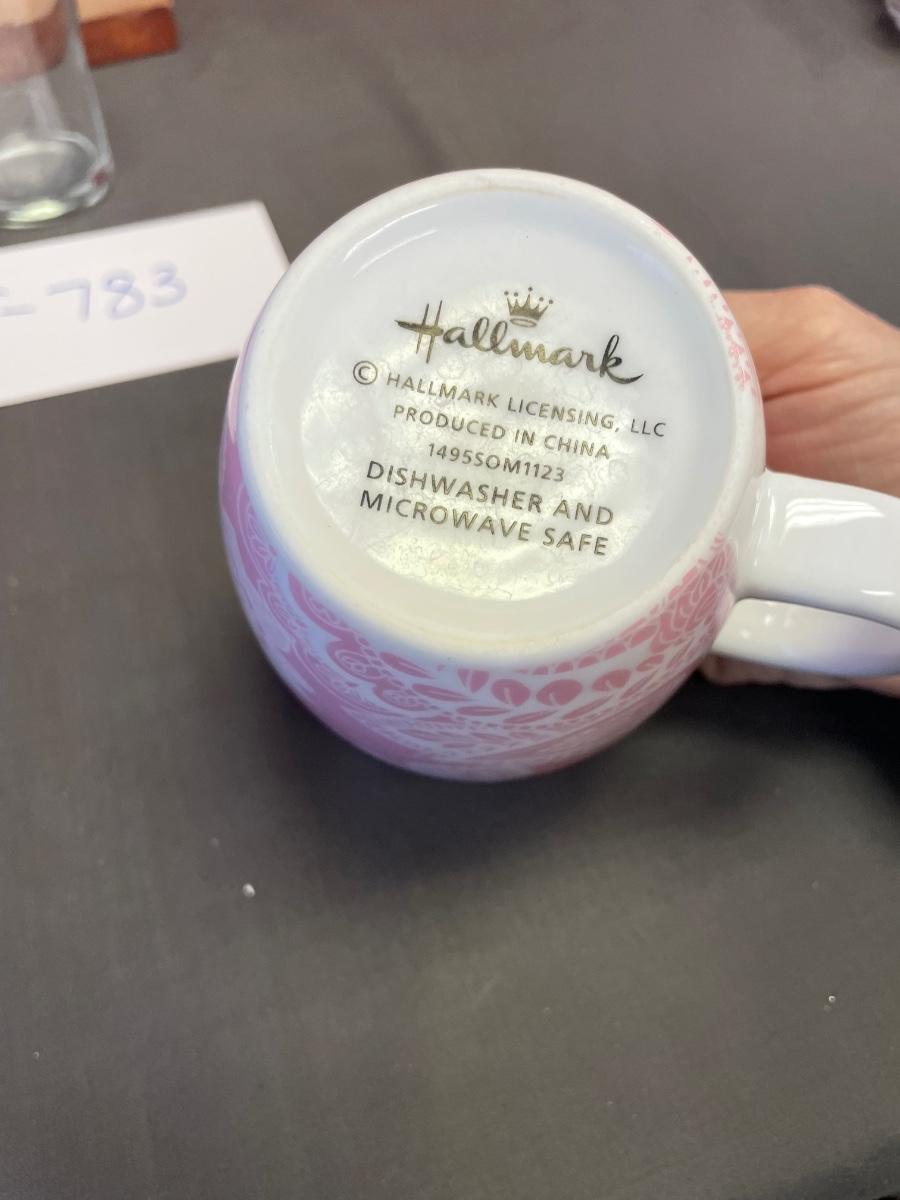 -783
Hallmark
© HALLMARK LICENSING, LLC
PRODUCED IN CHINA
1495SOM1123
DISHWASHER AND
MICROWAVE SAFE